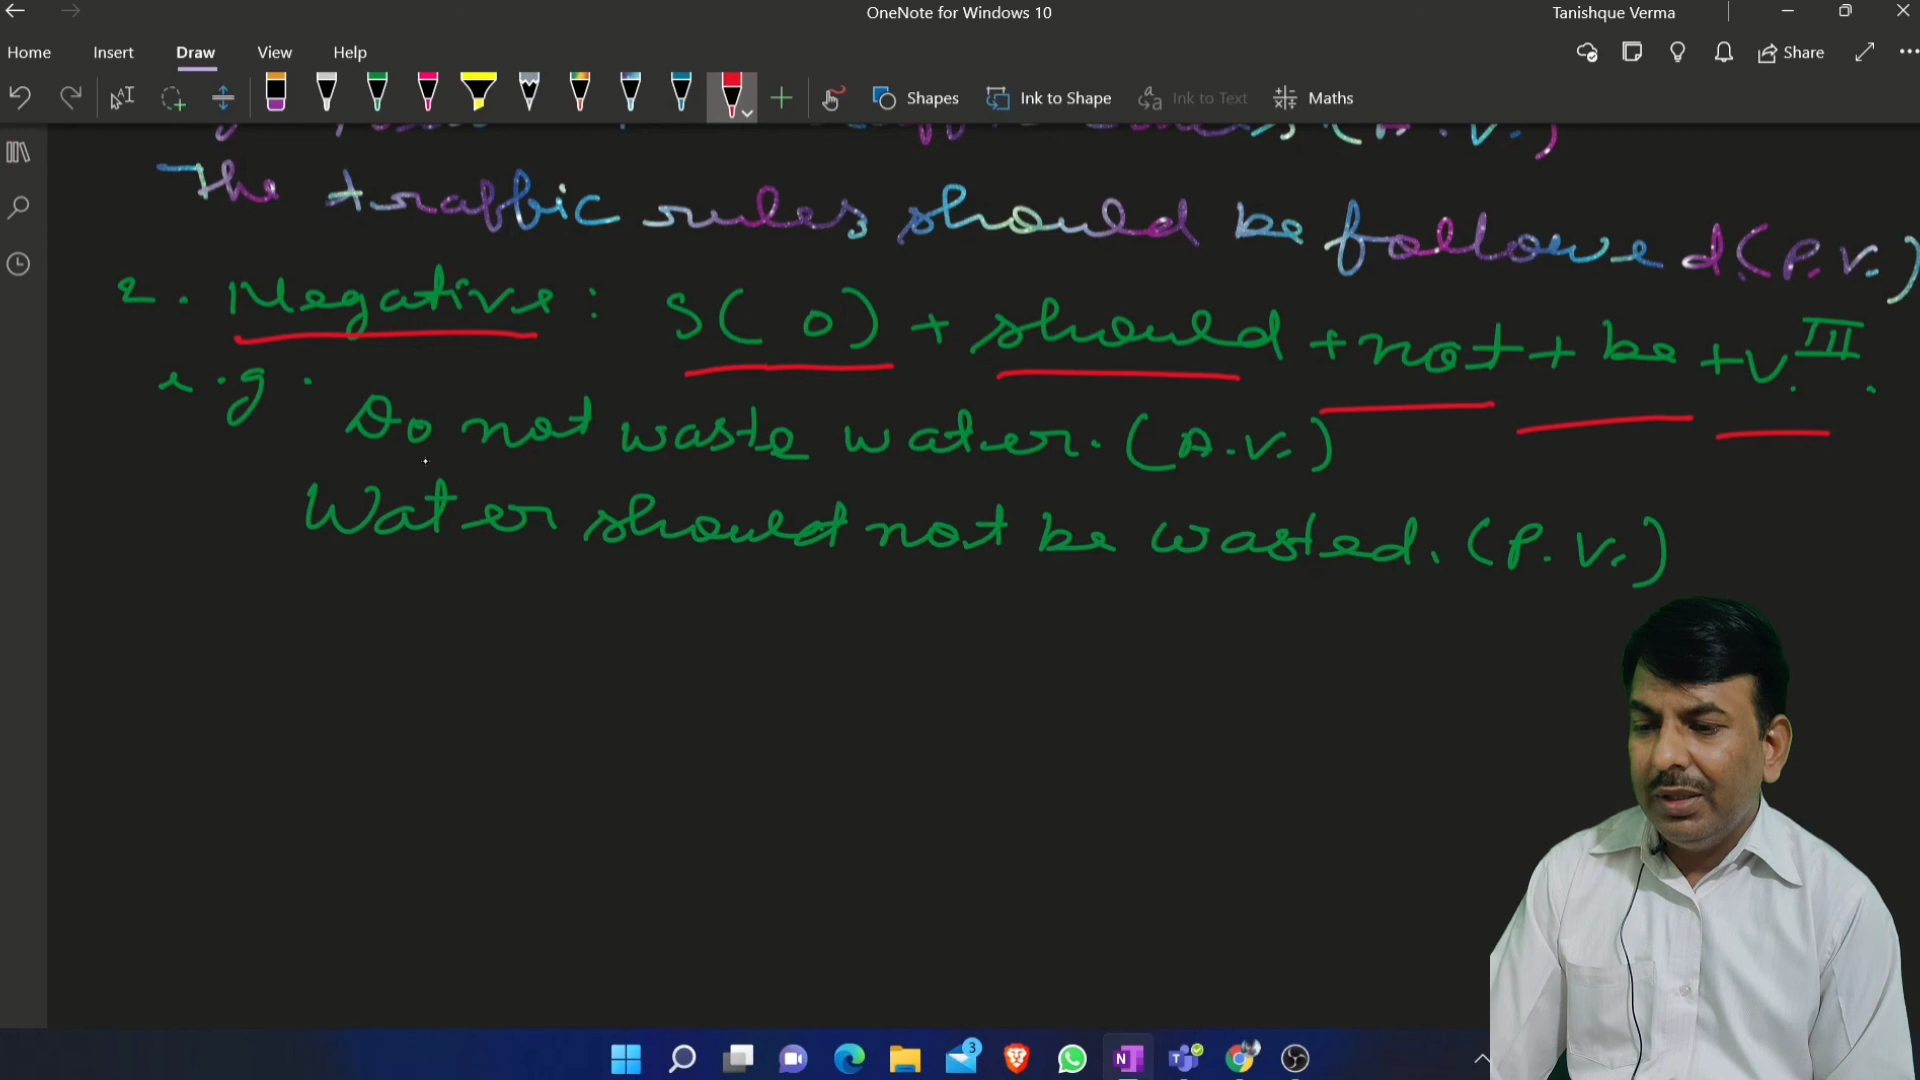 OneNote for Windows 10
Tanishque Verma
Home Insert Draw View Help
Share
Shapes Ink to Shape Ink to Text Maths
The traffic rules should be followed (P.V.)
2. Negative: S(O) + should + not + be + V. III.
e.g.
Do not waste water. (A.V.)
Water should not be wasted. (P.V.)
3